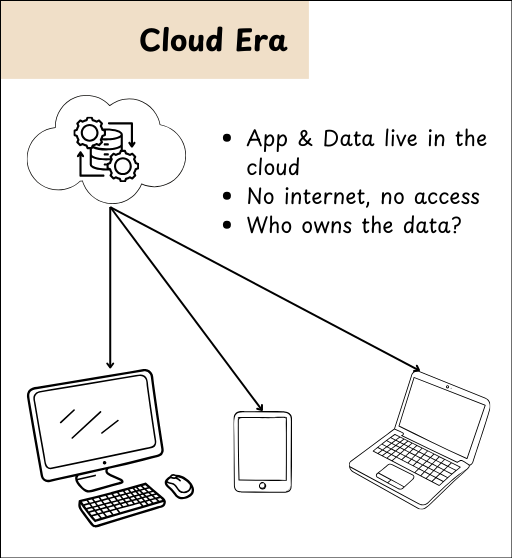 Cloud Era
• App & Data live in the
cloud
• No internet, no access
• Who owns the data?